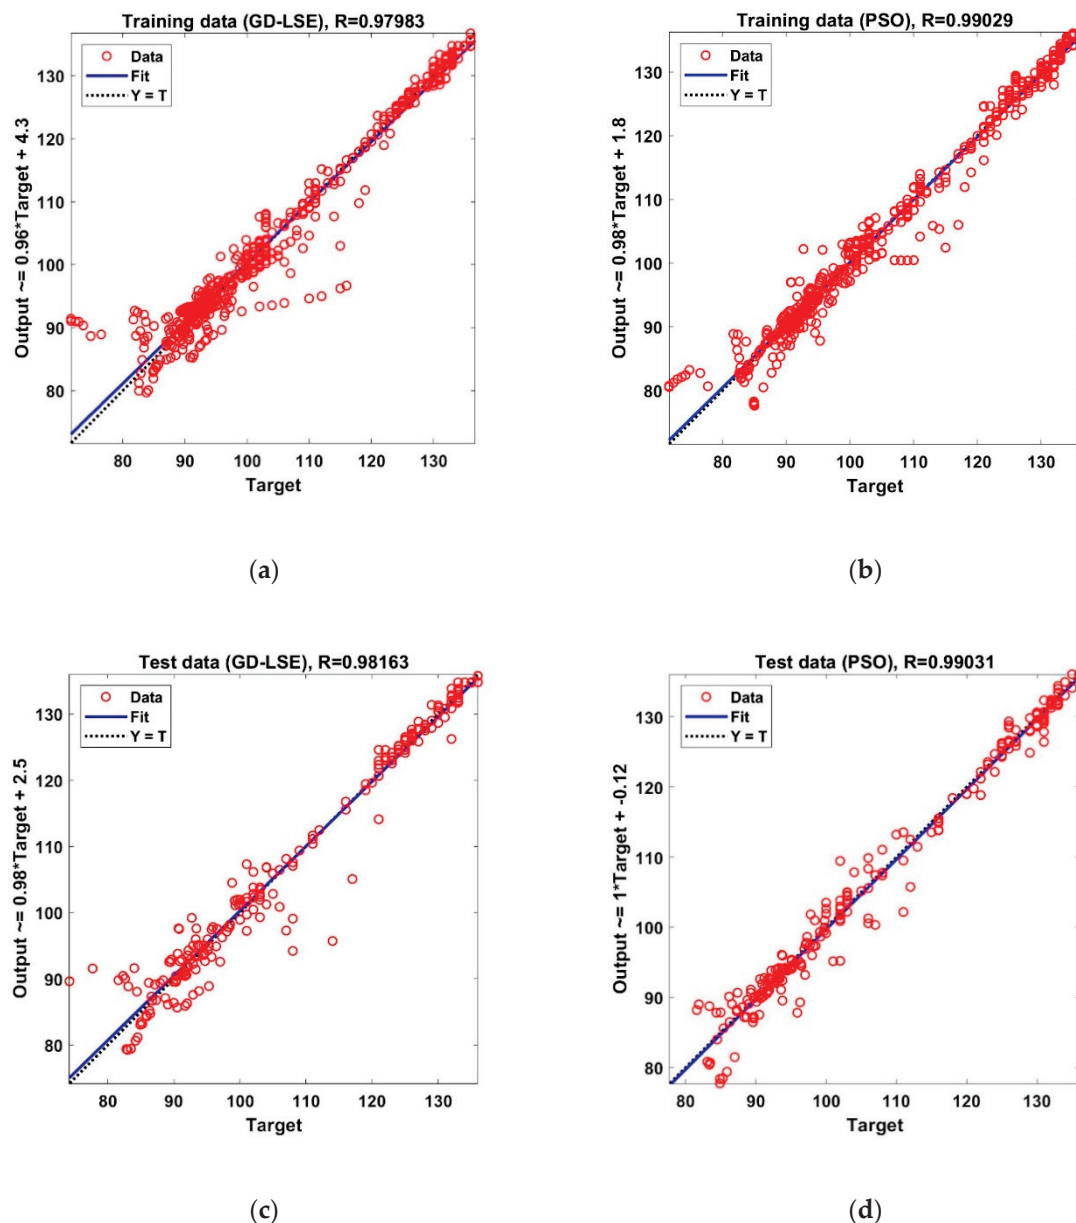 Training data (GD-LSE), R=0.97983
Data
Fit
Y = T
Output ~= 0.96*Target + 4.3
130
120
110
100
90
80
80 90 100 110 120 130
Target
(a)
Training data (PSO), R=0.99029
Data
Fit
Y = T
Output ~= 0.98*Target + 1.8
130
120
110
100
90
80
80 90 100 110 120 130
Target
(b)
Test data (GD-LSE), R=0.98163
Data
Fit
Y = T
Output ~= 0.98*Target + 2.5
130
120
110
100
90
80
80 90 100 110 120 130
Target
(c)
Test data (PSO), R=0.99031
Data
Fit
Y = T
Output ~= 1*Target + -0.12
130
120
110
100
90
80
80 90 100 110 120 130
Target
(d)